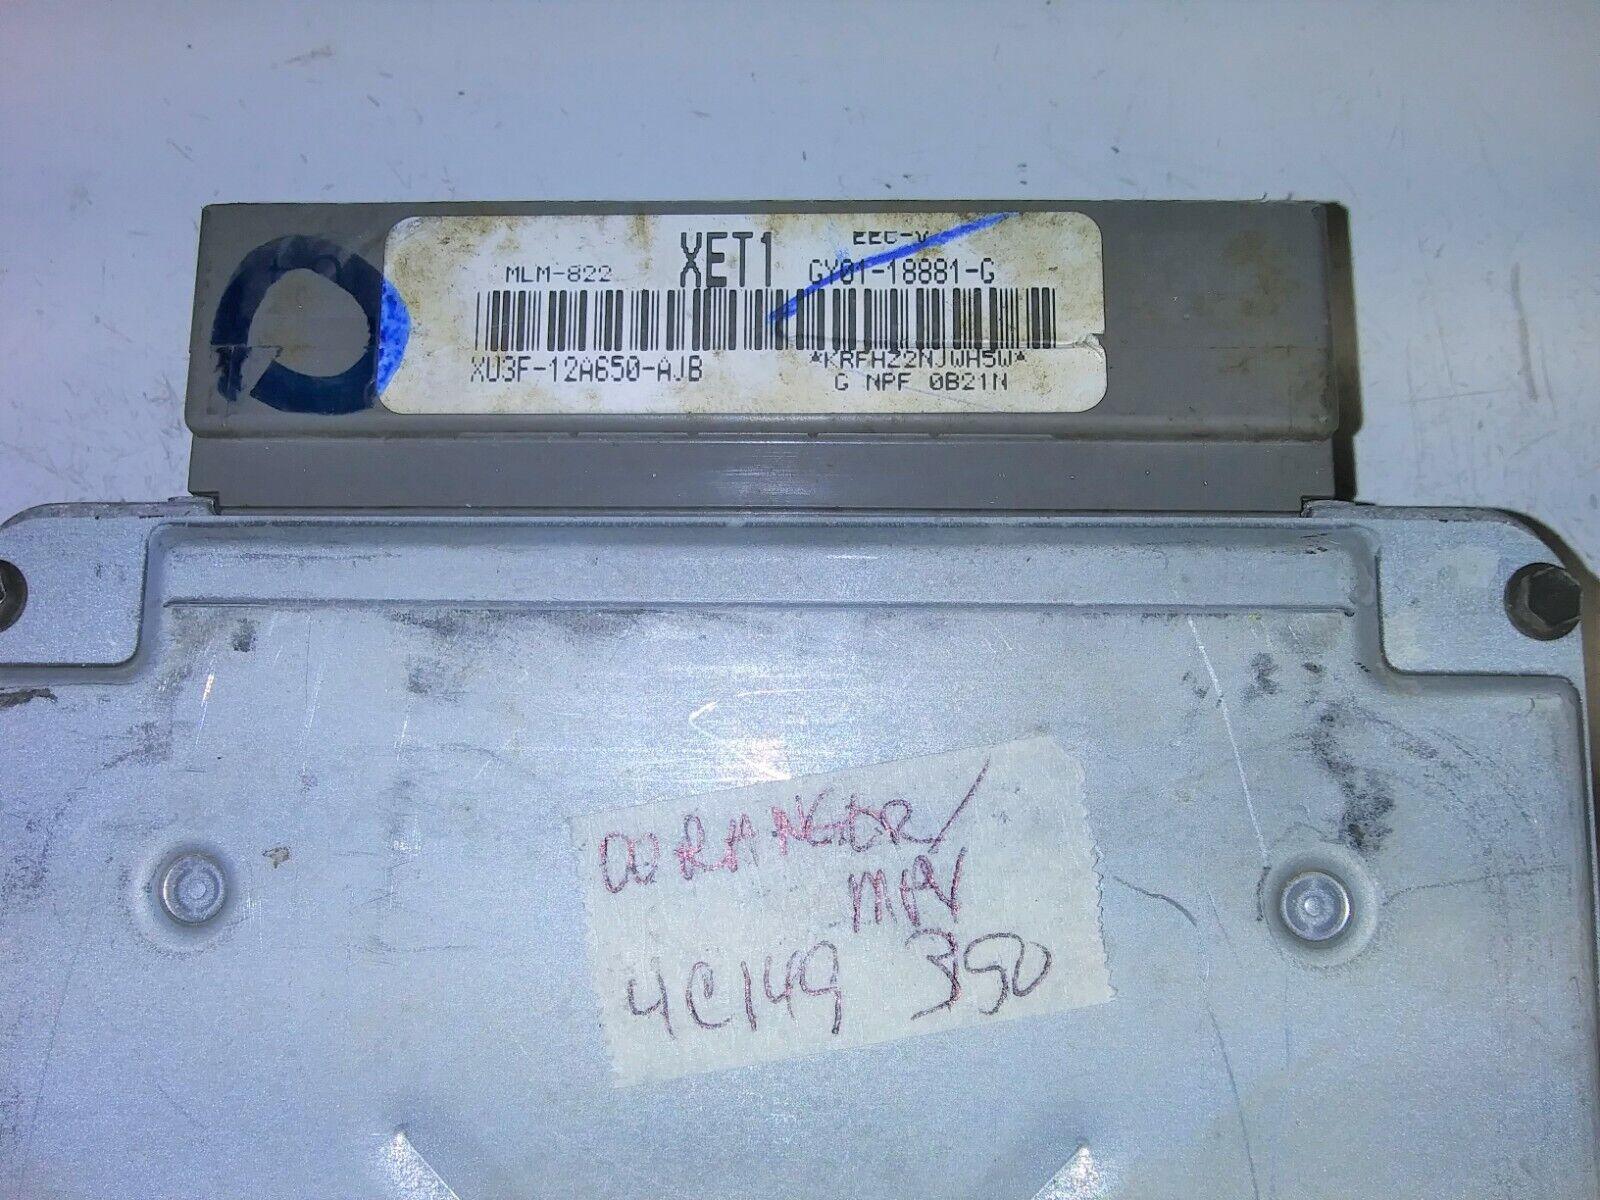 EEC-V
XET1
MLM-822
GY01-18881-G
XU3F-12A650-AJB
*KRFHZ2NJWH5W*
G NPF 0B21N
00 RANGER/
MPV
4C149 350